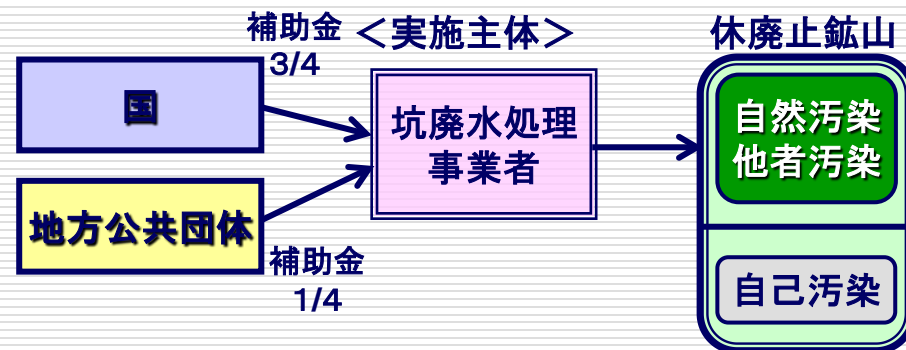 補助金
3/4
＜実施主体＞
休廃止鉱山
国
坑廃水処理
事業者
自然汚染
他者汚染
地方公共団体
補助金
1/4
自己汚染